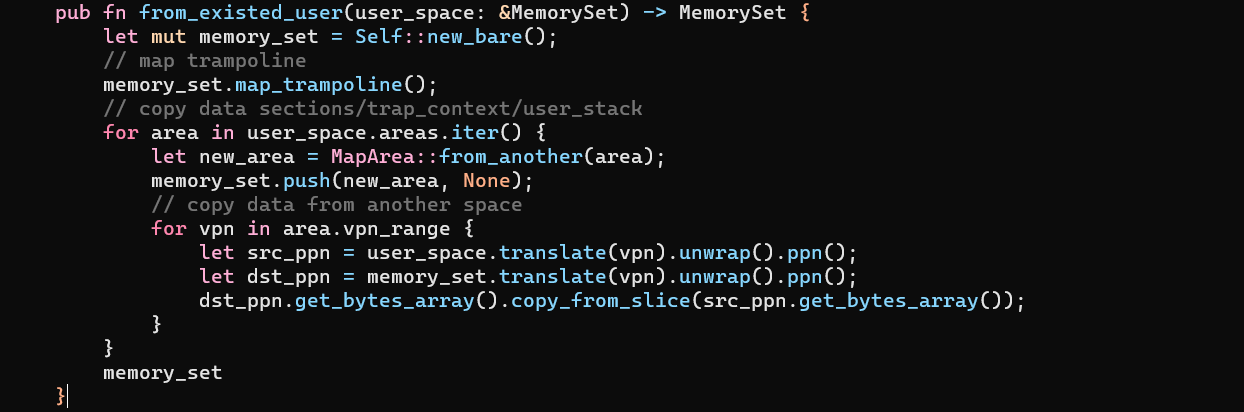 pub fn from_existed_user(user_space: &MemorySet) -> MemorySet {
    let mut memory_set = Self::new_bare();
    // map trampoline
    memory_set.map_trampoline();
    // copy data sections/trap_context/user_stack
    for area in user_space.areas.iter() {
        let new_area = MapArea::from_another(area);
        memory_set.push(new_area, None);
        // copy data from another space
        for vpn in area.vpn_range {
            let src_ppn = user_space.translate(vpn).unwrap().ppn();
            let dst_ppn = memory_set.translate(vpn).unwrap().ppn();
            dst_ppn.get_bytes_array().copy_from_slice(src_ppn.get_bytes_array());
        }
    }
    memory_set
}